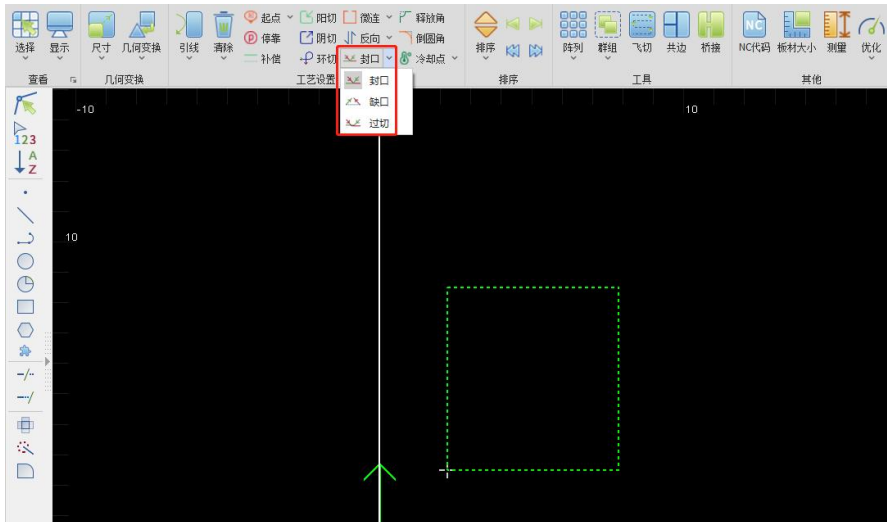 起点 阳切 微连 释放角
选择 显示 尺寸 几何变换 引线 清除 停靠 阴切 反向 倒圆角 排序 阵列 群组 飞切 共边 桥接 NC代码 板材大小 测量 优化
补偿 环切 封口 冷却点
查看 几何变换 工艺设置 排序 工具 其他
封口
缺口
过切
-10
10
123
A
Z
10